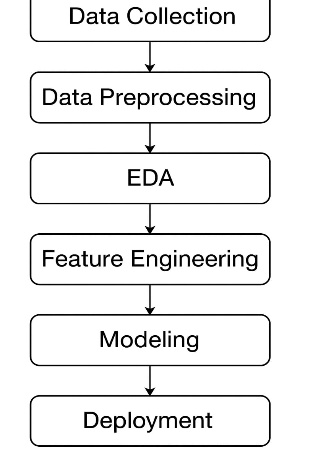 Data Collection
Data Preprocessing
EDA
Feature Engineering
Modeling
Deployment